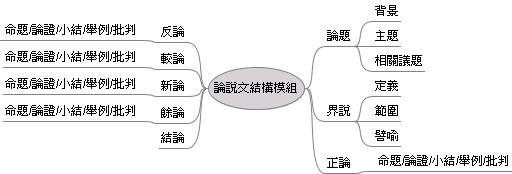 論說文結構模組
論題
背景
主題
相關議題
界說
定義
範圍
譬喻
正論
命題/論證/小結/舉例/批判
反論
命題/論證/小結/舉例/批判
較論
命題/論證/小結/舉例/批判
新論
命題/論證/小結/舉例/批判
餘論
命題/論證/小結/舉例/批判
結論